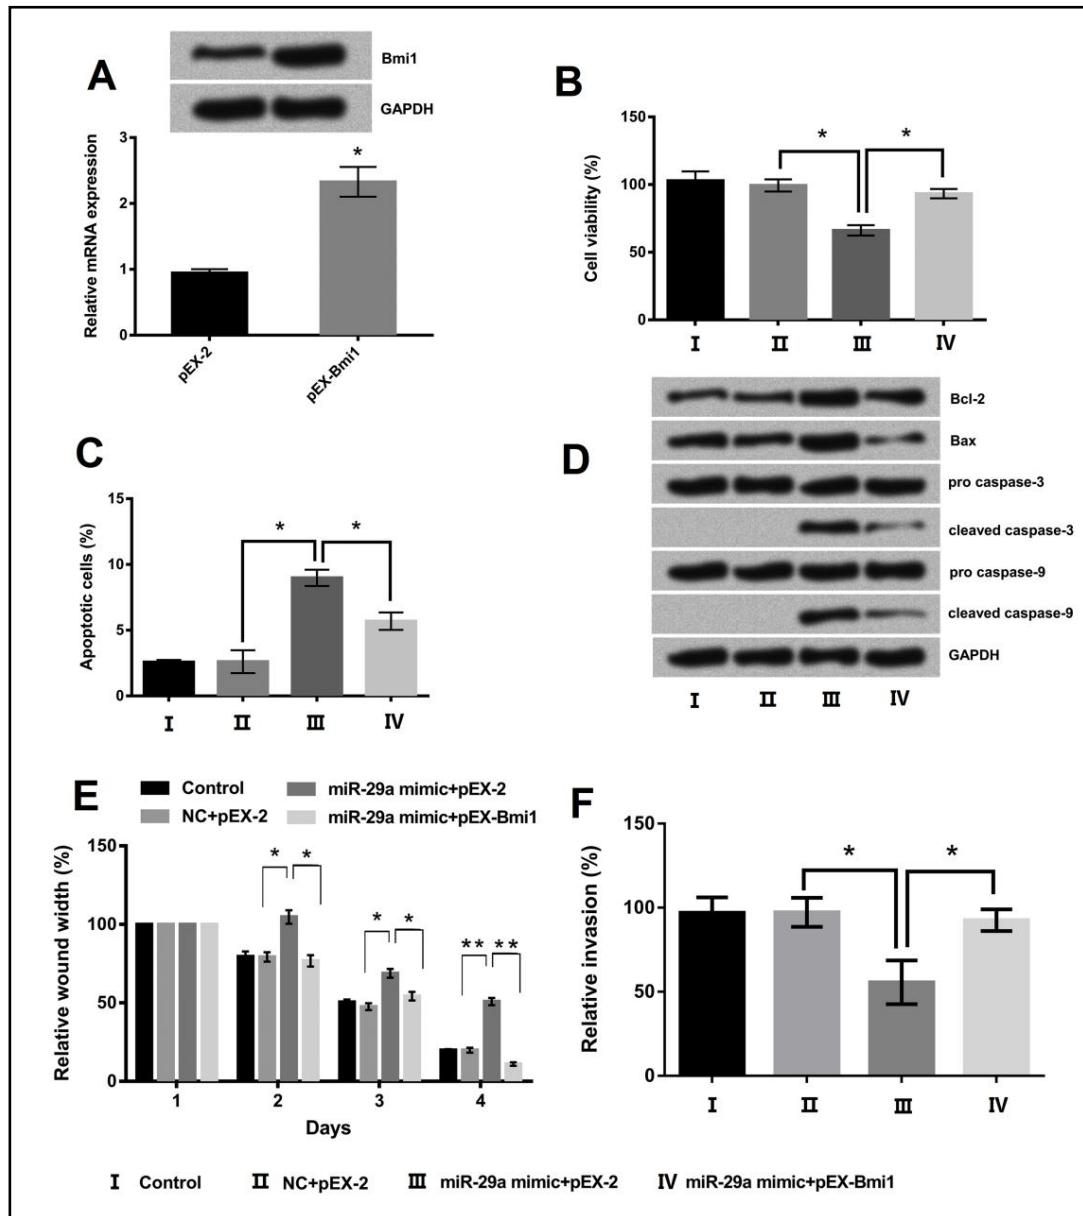 A
Bmi1
GAPDH
Relative mRNA expression
3
2
1
0
*
pEX-2
pEX-Bmi1
B
Cell viability (%)
150
100
50
0
*
*
I
II
III
IV
C
Apoptotic cells (%)
15
10
5
0
*
*
I
II
III
IV
D
Bcl-2
Bax
pro caspase-3
cleaved caspase-3
pro caspase-9
cleaved caspase-9
GAPDH
I
II
III
IV
E
Control
NC+pEX-2
miR-29a mimic+pEX-2
miR-29a mimic+pEX-Bmi1
Relative wound width (%)
150
100
50
0
*
*
*
*
**
**
1
2
3
4
Days
F
Relative invasion (%)
150
100
50
0
*
*
I
II
III
IV
I Control
II NC+pEX-2
III miR-29a mimic+pEX-2
IV miR-29a mimic+pEX-Bmi1